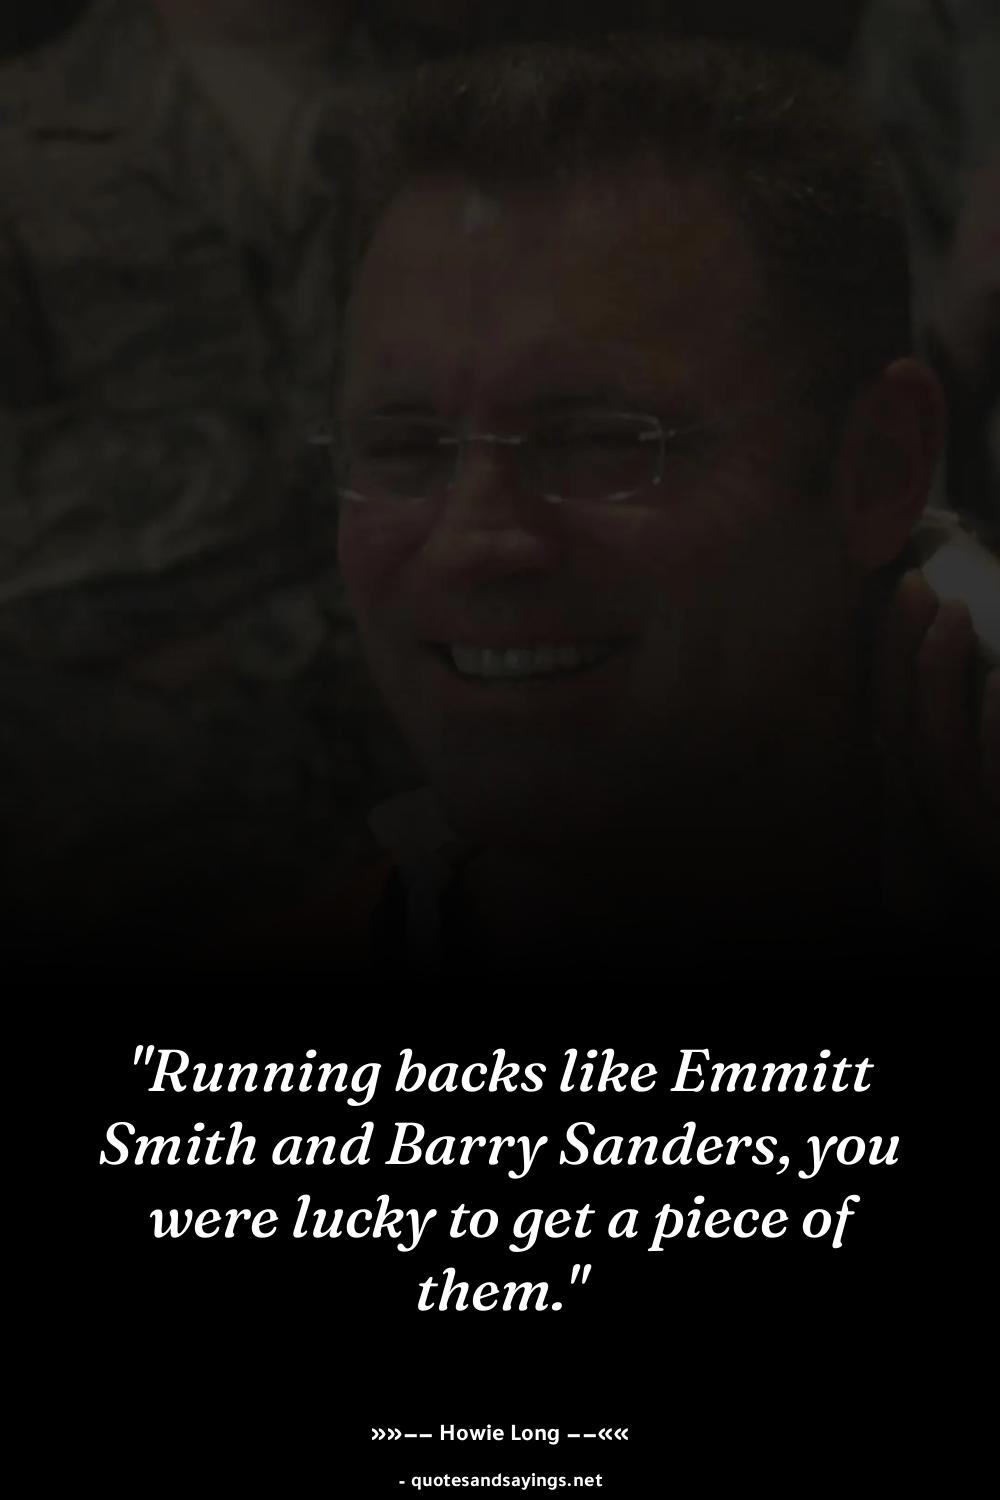 "Running backs like Emmitt
Smith and Barry Sanders, you
were lucky to get a piece of
them."
»»–– Howie Long ––««
- quotesandsayings.net